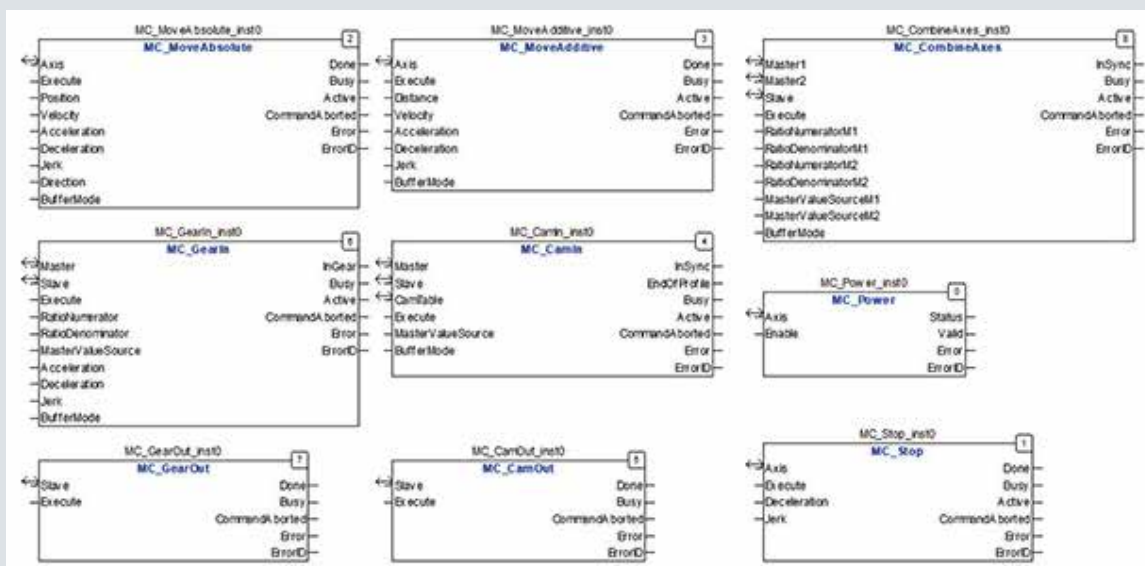 MC_MoveAbsolute_inst0
2
MC_MoveAbsolute
Axis Done
Execute Busy
Position Active
Velocity CommandAborted
Acceleration Error
Deceleration ErrorID
Jerk
Direction
BufferMode
MC_MoveAdditive_inst0
3
MC_MoveAdditive
Axis Done
Execute Busy
Distance Active
Velocity CommandAborted
Acceleration Error
Deceleration ErrorID
Jerk
BufferMode
MC_CombineAxes_inst0
8
MC_CombineAxes
Master1 InSync
Master2 Busy
Slave Active
Execute CommandAborted
RatioNumeratorM1 Error
RatioDenominatorM1 ErrorID
RatioNumeratorM2
RatioDenominatorM2
MasterValueSourceM1
MasterValueSourceM2
BufferMode
MC_GearIn_inst0
6
MC_GearIn
Master InGear
Slave Busy
Execute Active
RatioNumerator CommandAborted
RatioDenominator Error
MasterValueSource ErrorID
Acceleration
Deceleration
Jerk
BufferMode
MC_CamIn_inst0
4
MC_CamIn
Master InSync
Slave EndOfProfile
CamTable Busy
Execute Active
MasterValueSource CommandAborted
BufferMode Error
ErrorID
MC_Power_inst0
0
MC_Power
Axis Status
Enable Valid
Error
ErrorID
MC_GearOut_inst0
7
MC_GearOut
Slave Done
Execute Busy
CommandAborted
Error
ErrorID
MC_CamOut_inst0
5
MC_CamOut
Slave Done
Execute Busy
CommandAborted
Error
ErrorID
MC_Stop_inst0
1
MC_Stop
Axis Done
Execute Busy
Deceleration Active
Jerk CommandAborted
Error
ErrorID